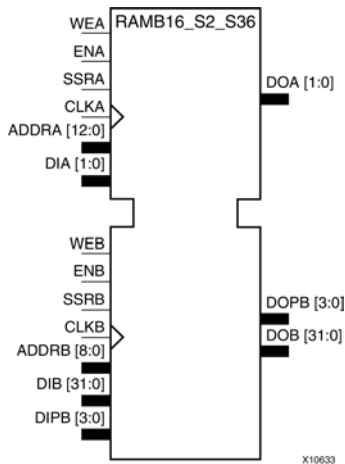 RAMB16_S2_S36
WEA
ENA
SSRA
CLKA
ADDRA [12:0]
DIA [1:0]
DOA [1:0]
WEB
ENB
SSRB
CLKB
ADDRB [8:0]
DIB [31:0]
DIPB [3:0]
DOPB [3:0]
DOB [31:0]
X10633